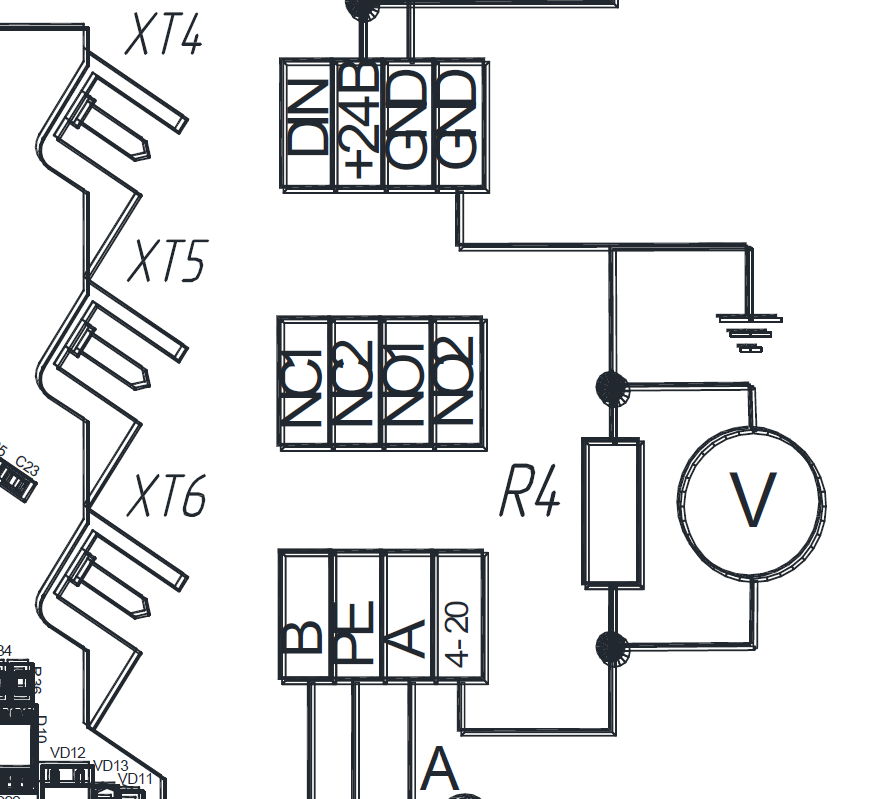 XT4
DIN
+24В
GND
GND
XT5
NC1
NC2
NO1
NO2
C23
XT6
R4
V
B
PE
A
4-20
VD12
VD13
VD11
A